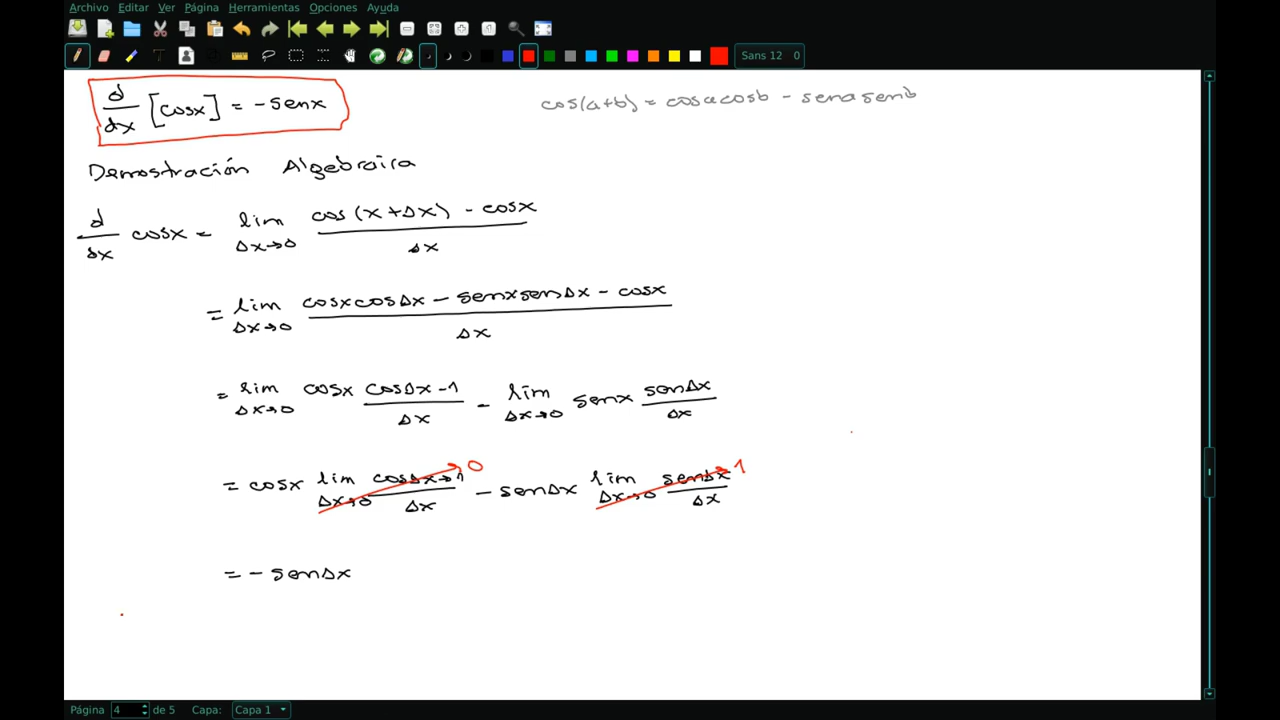 Archivo Editar Ver Página Herramientas Opciones Ayuda
Sans 12 0
d/dx [cosx] = -senx
cos(a+b) = cosacosb - senasenb
Demostración Algebraica
d/dx cosx = lim Δx→0 cos(x+Δx) - cosx / Δx
= lim Δx→0 cosxcosΔx - senxsenΔx - cosx / Δx
= lim Δx→0 cosx cosΔx-1 / Δx - lim Δx→0 senx senΔx / Δx
= cosx lim Δx→0 cosΔx-1 / Δx 0 - senΔx lim Δx→0 senΔx / Δx 1
= - senΔx
Página 4 de 5 Capa: Capa 1